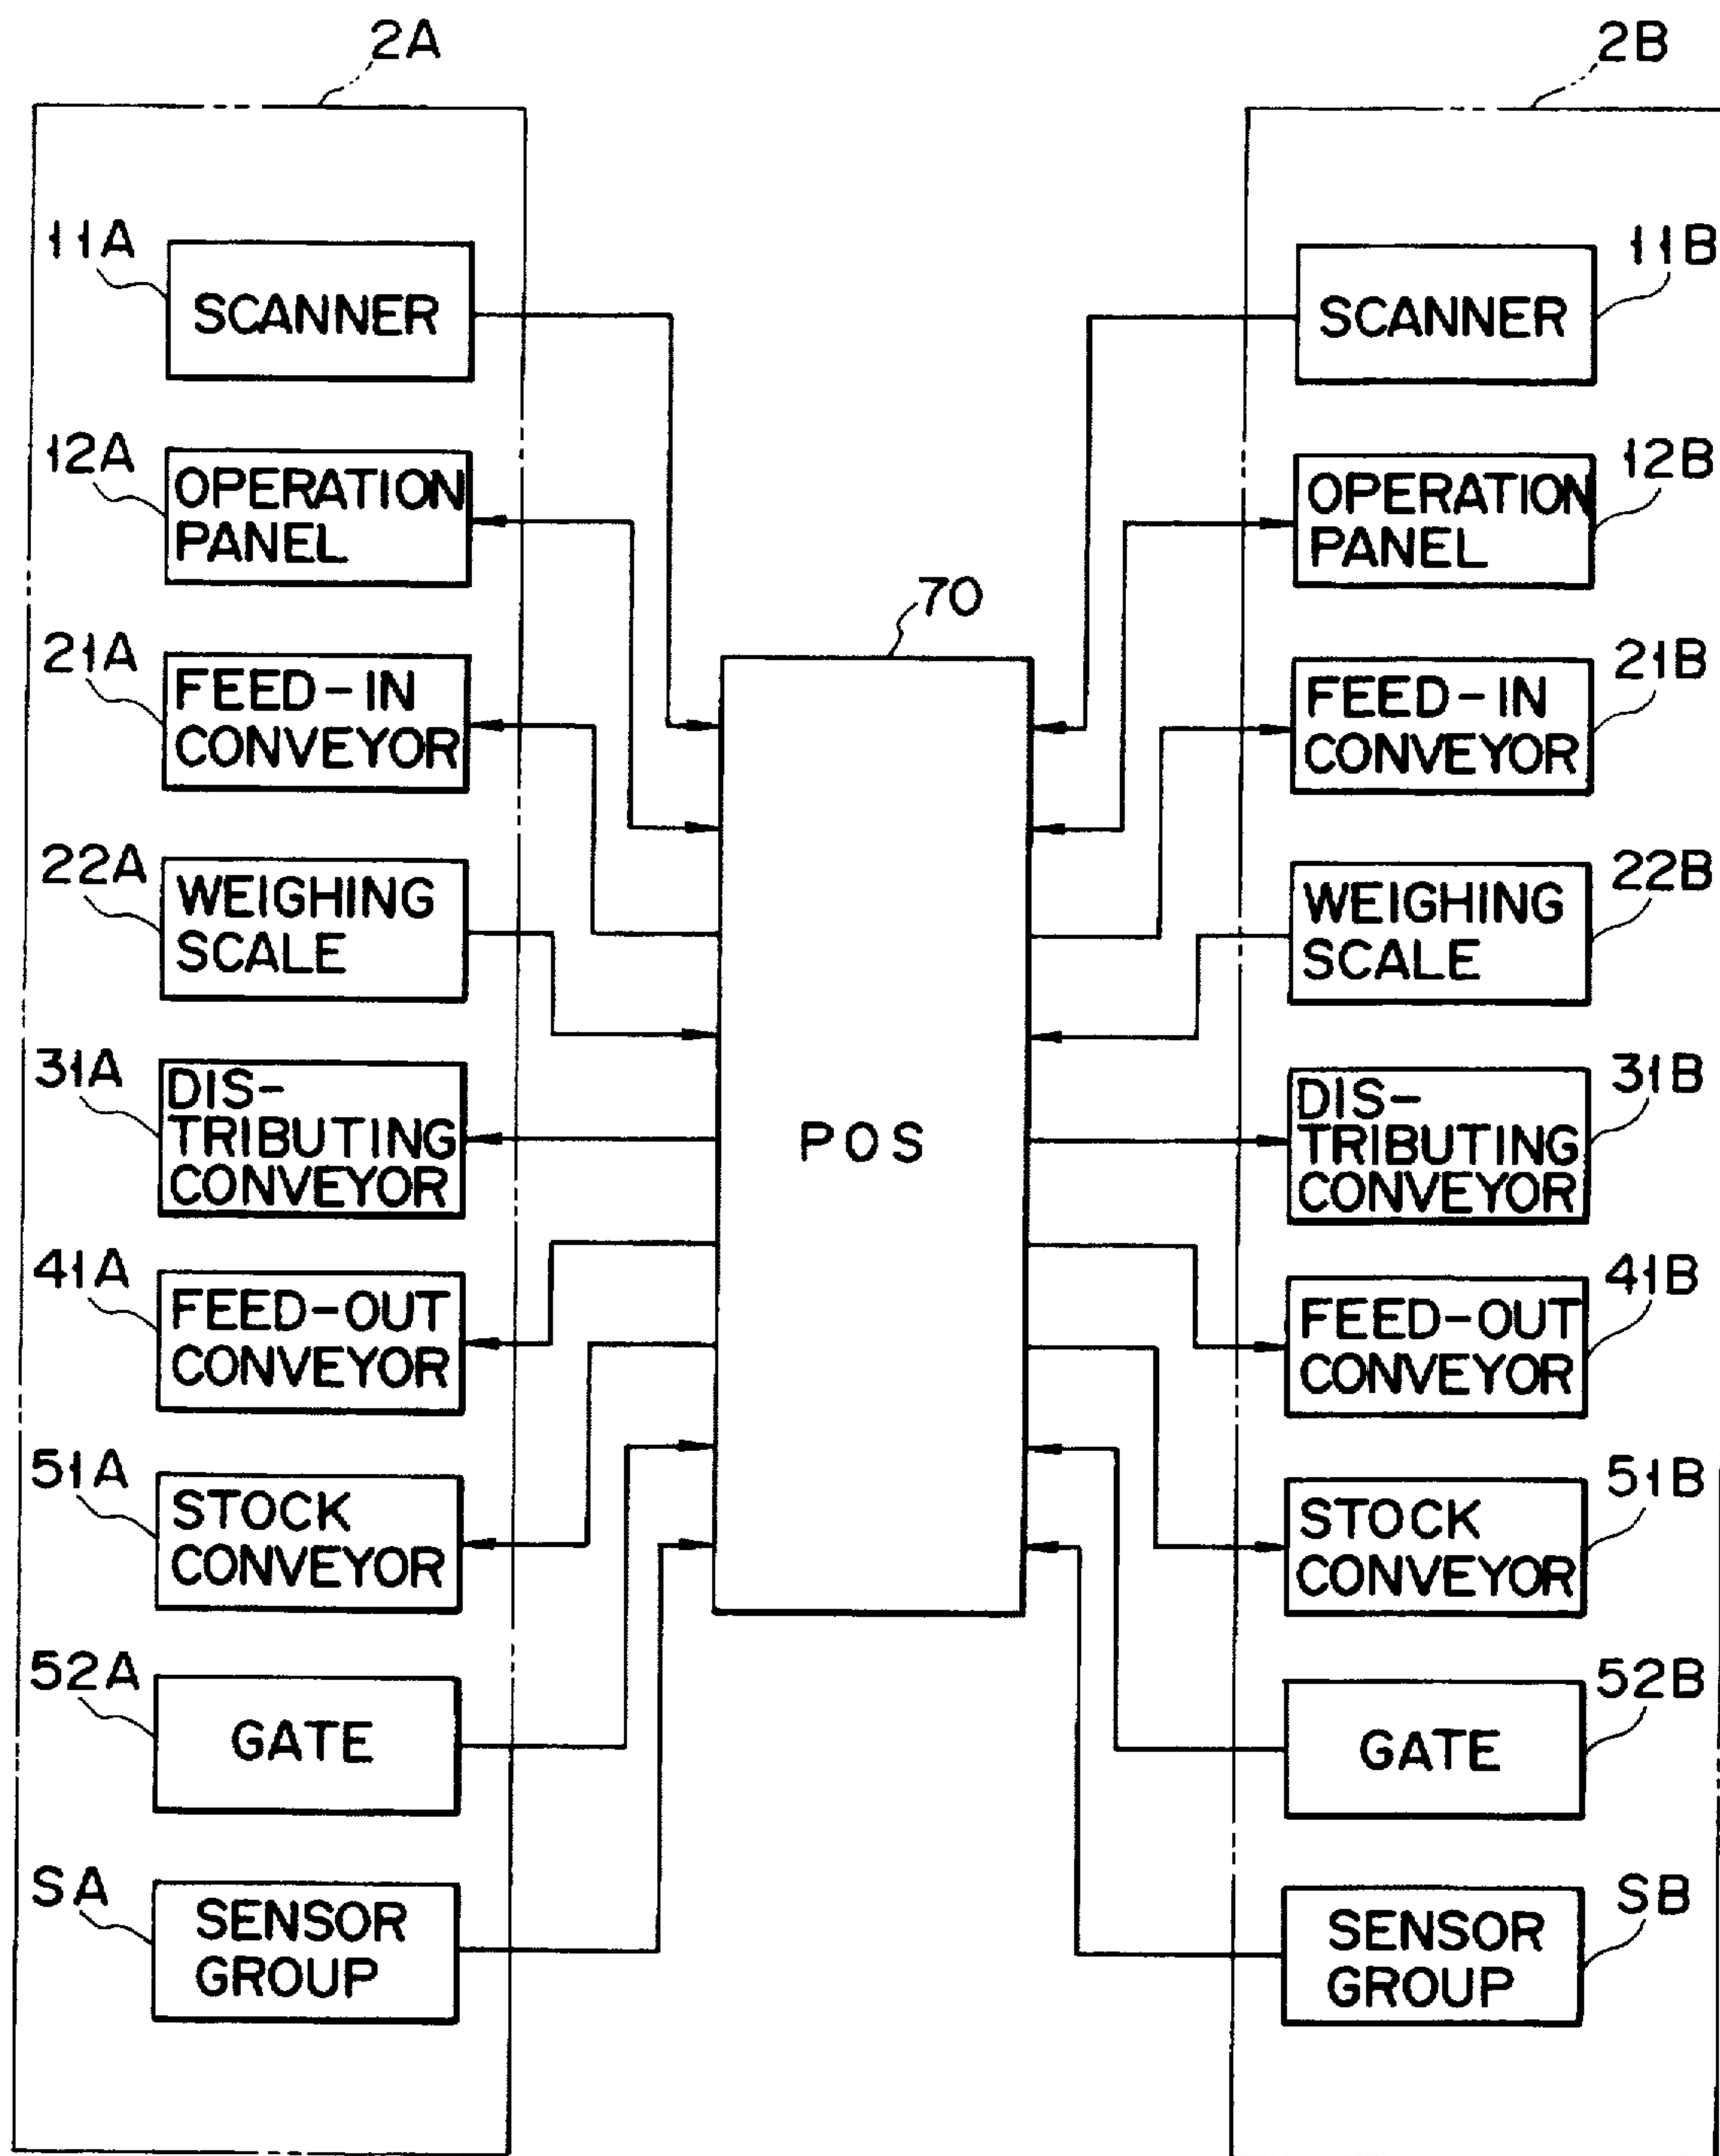 2A
2B
11A
SCANNER
SCANNER
11B
12A
OPERATION
PANEL
OPERATION
PANEL
12B
70
21A
FEED-IN
CONVEYOR
FEED-IN
CONVEYOR
21B
22A
WEIGHING
SCALE
WEIGHING
SCALE
22B
31A
DIS-
TRIBUTING
CONVEYOR
POS
DIS-
TRIBUTING
CONVEYOR
31B
41A
FEED-OUT
CONVEYOR
FEED-OUT
CONVEYOR
41B
51A
STOCK
CONVEYOR
STOCK
CONVEYOR
51B
52A
GATE
GATE
52B
SA
SENSOR
GROUP
SENSOR
GROUP
SB